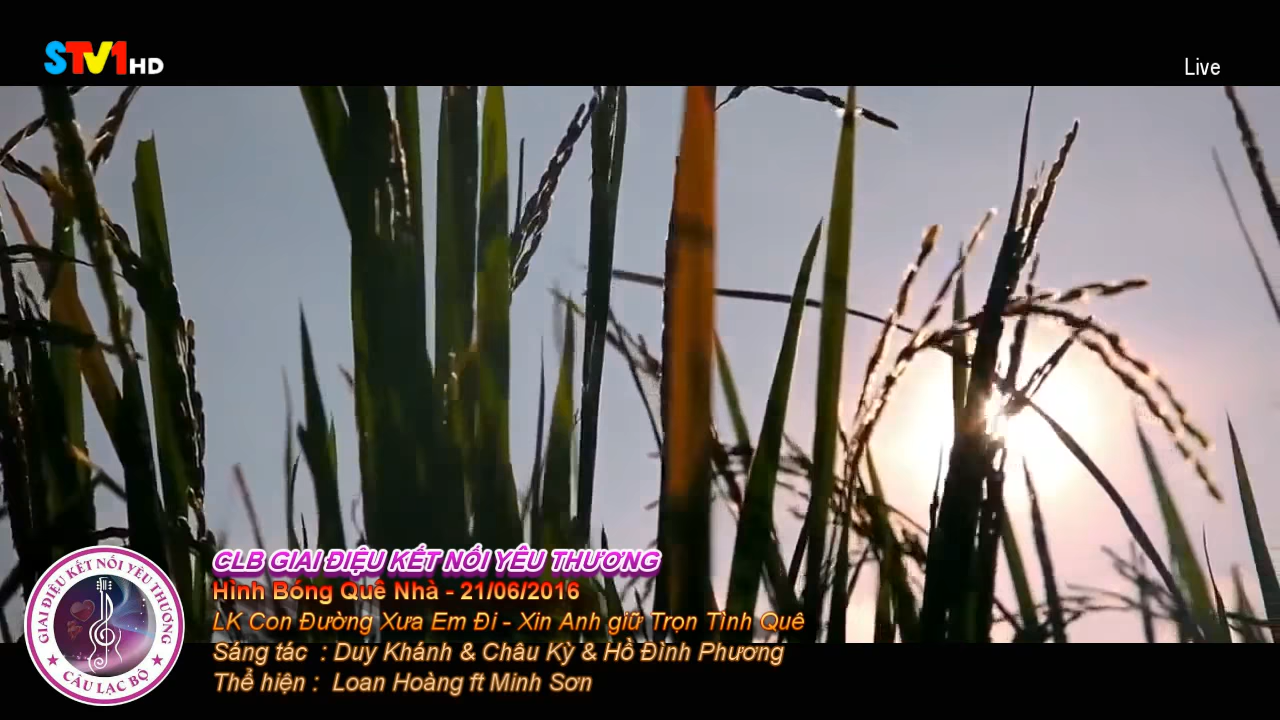 STV1 HD
Live
CLB GIAI ĐIỆU KẾT NỐI YÊU THƯƠNG
Hình Bóng Quê Nhà - 21/06/2016
LK Con Đường Xưa Em Đi - Xin Anh giữ Trọn Tình Quê
Sáng tác : Duy Khánh & Châu Kỳ & Hồ Đình Phương
Thể hiện : Loan Hoàng ft Minh Sơn
GIAI ĐIỆU KẾT NỐI YÊU THƯƠNG
CÂU LẠC BỘ